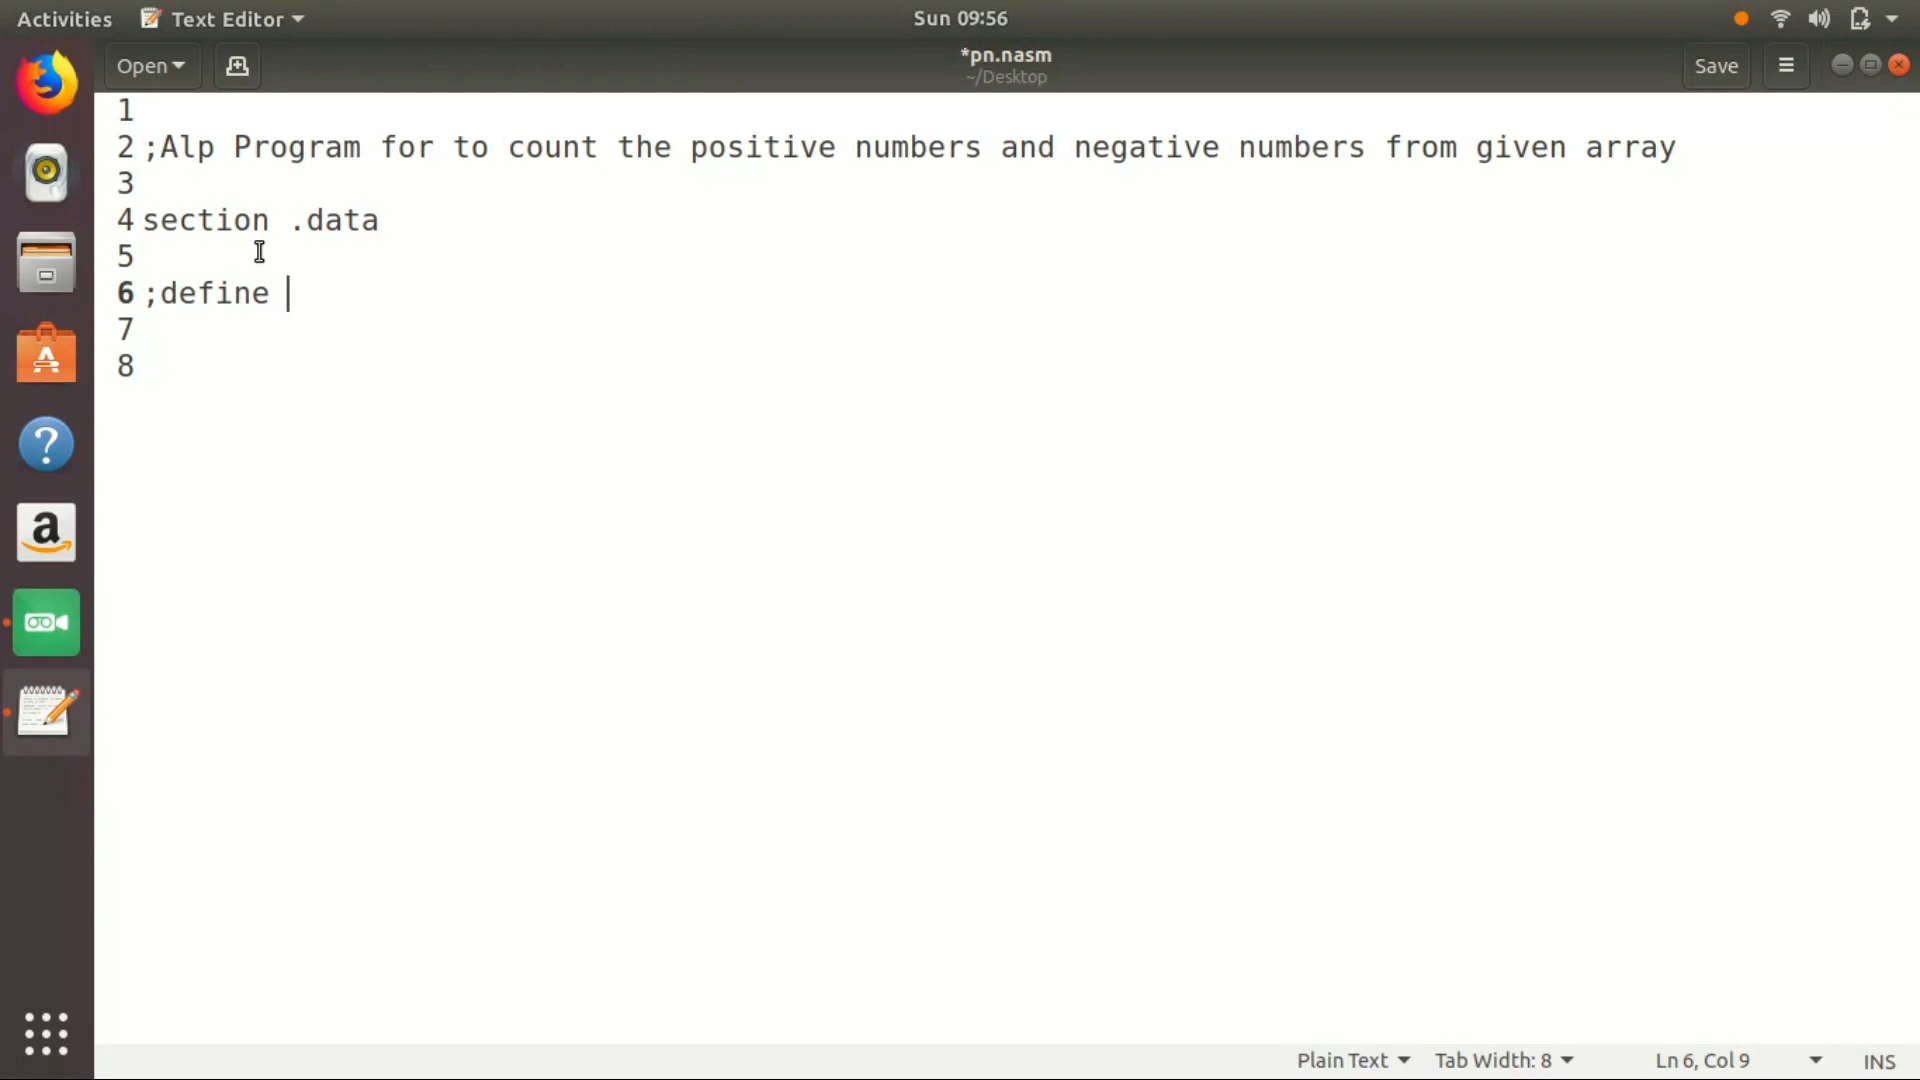 Activities Text Editor Sun 09:56
Open *pn.nasm Save
~/Desktop
1
2 ;Alp Program for to count the positive numbers and negative numbers from given array
3
4 section .data
5
6 ;define
7
8
Plain Text Tab Width: 8 Ln 6, Col 9 INS